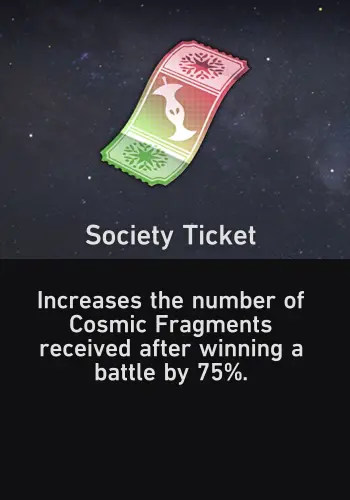 Society Ticket
Increases the number of
Cosmic Fragments
received after winning a
battle by 75%.